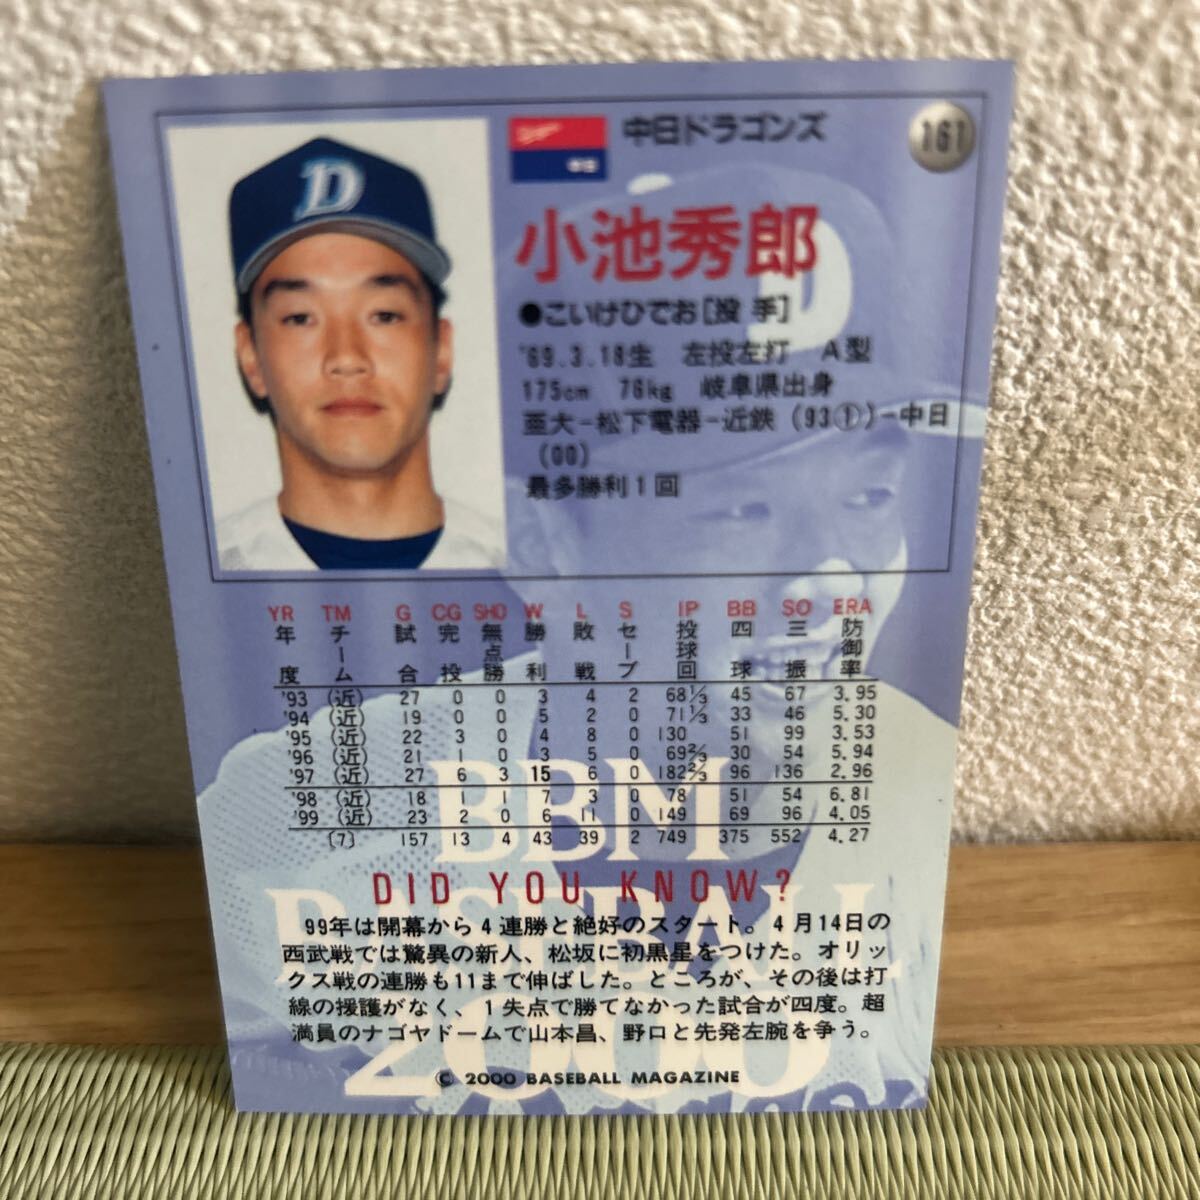 中日ドラゴンズ
161
小池秀郎
●こいけひでお[投 手]
'69.3.18生 左投左打 A型
175cm 76kg 岐阜県出身
亜大-松下電器-近鉄（93①)-中日
(00)
最多勝利1回
YR TM G CG SHO W L S IP BB SO ERA
年度 チーム 試合 完投 無点勝 勝利 敗戦 セーブ 投球回 四球 三振 防御率
'93 (近) 27 0 0 3 4 2 68⅓ 45 67 3.95
'94 (近) 19 0 0 5 2 0 71⅓ 33 46 5.30
'95 (近) 22 3 0 4 8 0 130 51 99 3.53
'96 (近) 21 1 0 3 5 0 69⅔ 30 54 5.94
'97 (近) 27 6 3 15 6 0 182⅔ 96 136 2.96
'98 (近) 18 1 1 7 3 0 78 51 54 6.81
'99 (近) 23 2 0 6 11 0 149 69 96 4.05
〔7〕 157 13 4 43 39 2 749 375 552 4.27
BBM
BASEBALL
2000
DID YOU KNOW?
99年は開幕から4連勝と絶好のスタート。4月14日の
西武戦では驚異の新人、松坂に初黒星をつけた。オリッ
クス戦の連勝も11まで伸ばした。ところが、その後は打
線の援護がなく、1失点で勝てなかった試合が四度。超
満員のナゴヤドームで山本昌、野口と先発左腕を争う。
© 2000 BASEBALL MAGAZINE